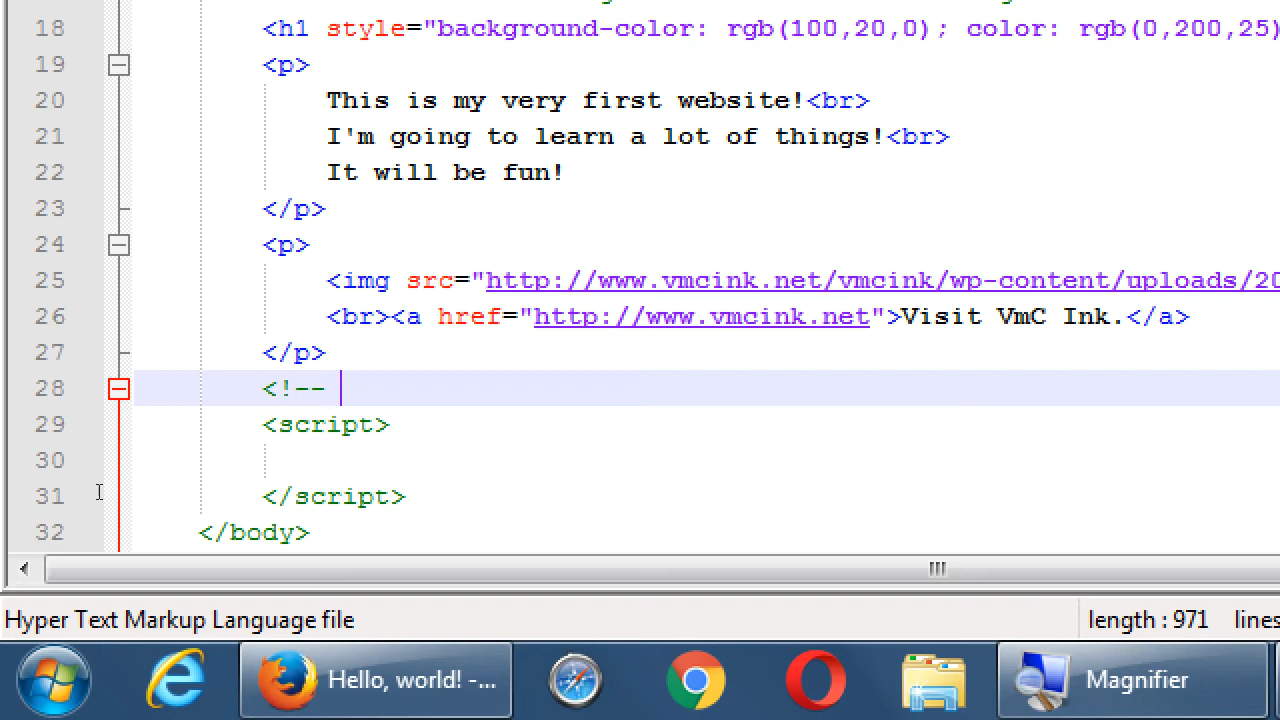 18 <h1 style="background-color: rgb(100,20,0); color: rgb(0,200,25)
19 <p>
20 This is my very first website!<br>
21 I'm going to learn a lot of things!<br>
22 It will be fun!
23 </p>
24 <p>
25 <img src="http://www.vmcink.net/vmcink/wp-content/uploads/20
26 <br><a href="http://www.vmcink.net">Visit VmC Ink.</a>
27 </p>
28 <!--
29 <script>
30
31 </script>
32 </body>
Hyper Text Markup Language file length : 971 lines
Hello, world! -... Magnifier